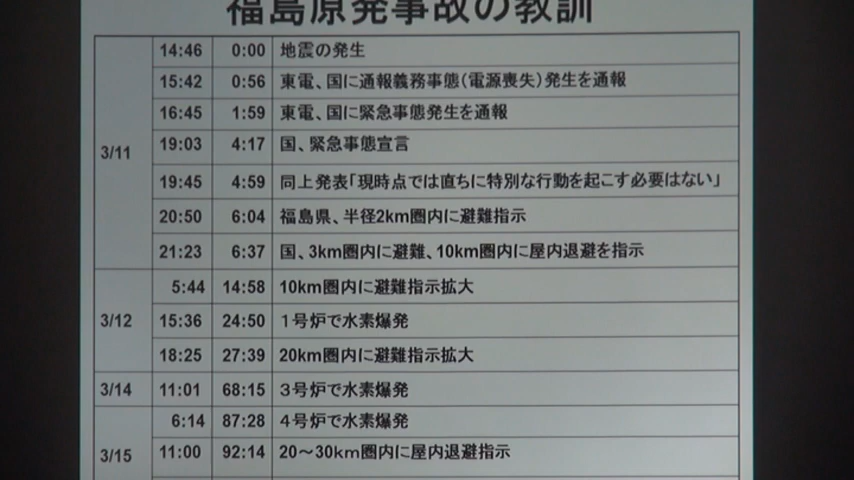 福島原発事故の教訓
3/11
14:46 0:00 地震の発生
15:42 0:56 東電、国に通報義務事態(電源喪失)発生を通報
16:45 1:59 東電、国に緊急事態発生を通報
19:03 4:17 国、緊急事態宣言
19:45 4:59 同上発表「現時点では直ちに特別な行動を起こす必要はない」
20:50 6:04 福島県、半径2km圏内に避難指示
21:23 6:37 国、3km圏内に避難、10km圏内に屋内退避を指示
3/12
5:44 14:58 10km圏内に避難指示拡大
15:36 24:50 １号炉で水素爆発
18:25 27:39 20km圏内に避難指示拡大
3/14 11:01 68:15 ３号炉で水素爆発
3/15
6:14 87:28 ４号炉で水素爆発
11:00 92:14 20～30ｋｍ圏内に屋内退避指示